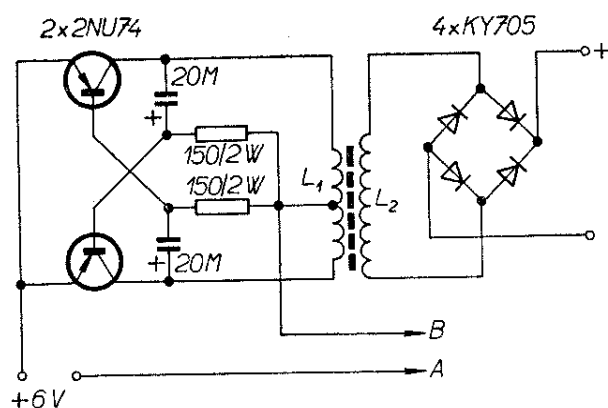 2x2NU74
4xKY705
20M
+
+
150/2W
150/2W
L1
L2
+
20M
B
A
+6V